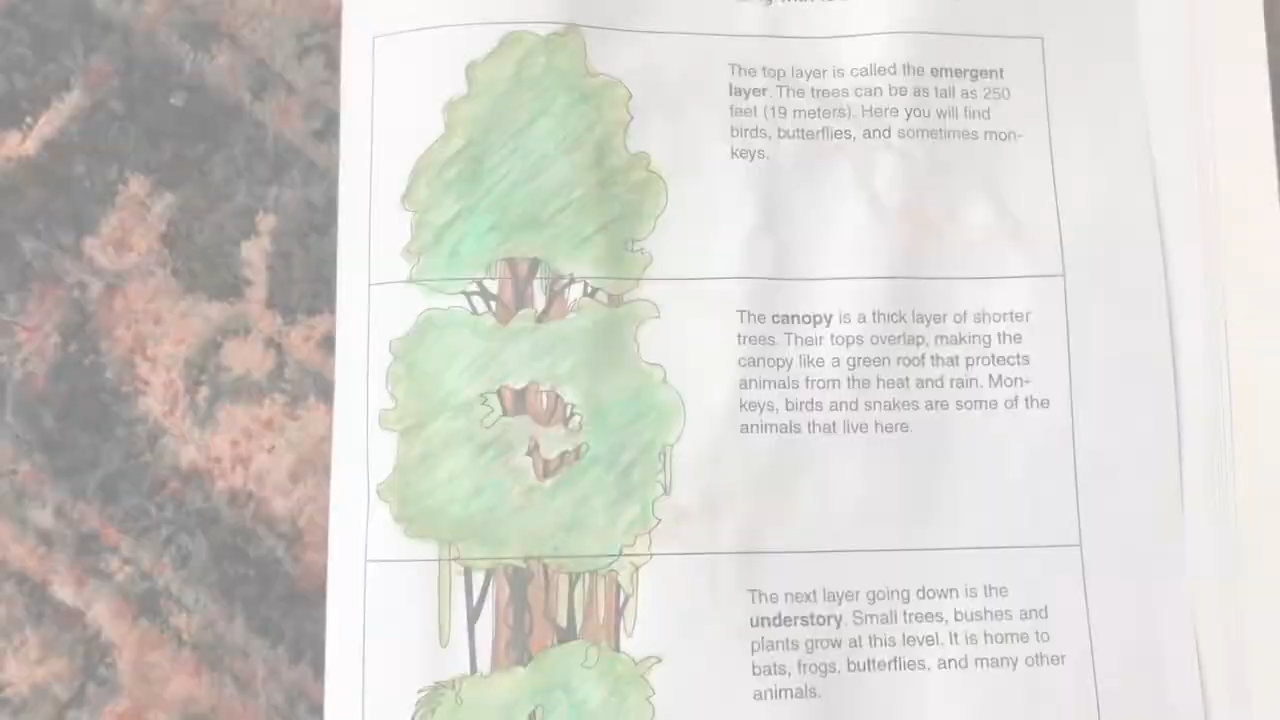 The top layer is called the emergent
layer. The trees can be as tall as 250
feet (19 meters). Here you will find
birds, butterflies, and sometimes mon-
keys.
The canopy is a thick layer of shorter
trees. Their tops overlap, making the
canopy like a green roof that protects
animals from the heat and rain. Mon-
keys, birds and snakes are some of the
animals that live here.
The next layer going down is the
understory. Small trees, bushes and
plants grow at this level. It is home to
bats, frogs, butterflies, and many other
animals.